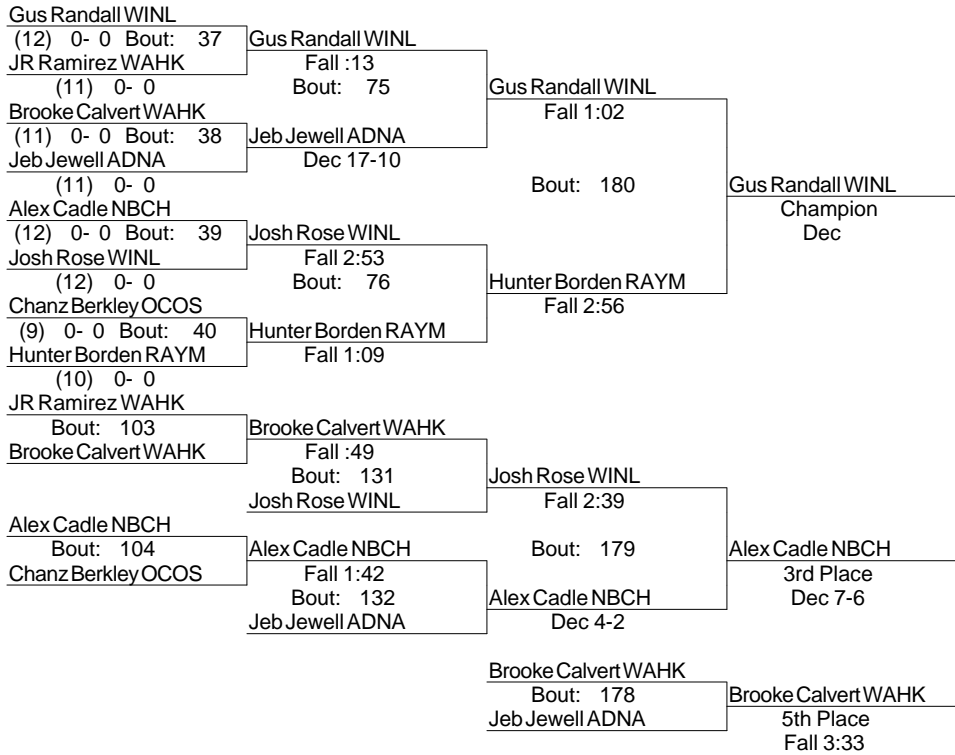 Gus Randall WINL
(12) 0- 0 Bout: 37 Gus Randall WINL
JR Ramirez WAHK Fall :13
(11) 0- 0 Bout: 75 Gus Randall WINL
Brooke Calvert WAHK Fall 1:02
(11) 0- 0 Bout: 38 Jeb Jewell ADNA
Jeb Jewell ADNA Dec 17-10
(11) 0- 0 Bout: 180 Gus Randall WINL
Alex Cadle NBCH Champion
(12) 0- 0 Bout: 39 Josh Rose WINL Dec
Josh Rose WINL Fall 2:53
(12) 0- 0 Bout: 76 Hunter Borden RAYM
Chanz Berkley OCOS Fall 2:56
(9) 0- 0 Bout: 40 Hunter Borden RAYM
Hunter Borden RAYM Fall 1:09
(10) 0- 0
JR Ramirez WAHK
Bout: 103 Brooke Calvert WAHK
Brooke Calvert WAHK Fall :49
Bout: 131 Josh Rose WINL
Josh Rose WINL Fall 2:39
Alex Cadle NBCH
Bout: 104 Alex Cadle NBCH Bout: 179 Alex Cadle NBCH
Chanz Berkley OCOS Fall 1:42 3rd Place
Bout: 132 Alex Cadle NBCH Dec 7-6
Jeb Jewell ADNA Dec 4-2
Brooke Calvert WAHK
Bout: 178 Brooke Calvert WAHK
Jeb Jewell ADNA 5th Place
Fall 3:33